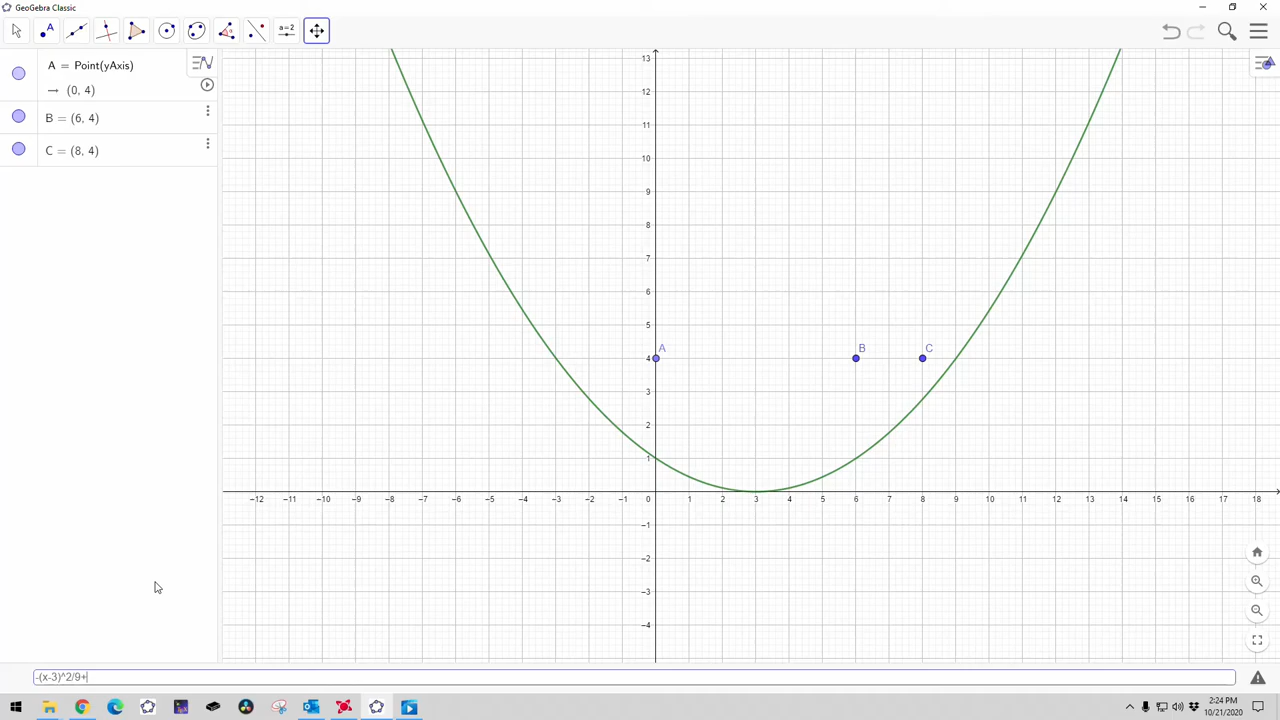 GeoGebra Classic
A
a=2
A = Point(yAxis)
→ (0, 4)
B = (6, 4)
C = (8, 4)
13
12
11
10
9
8
7
6
5
4
3
2
1
A
B
C
−12 −11 −10 −9 −8 −7 −6 −5 −4 −3 −2 −1 0 1 2 3 4 5 6 7 8 9 10 11 12 13 14 15 16 17 18
−1
−2
−3
−4
-(x-3)^2/9+
2:24 PM
10/21/2020